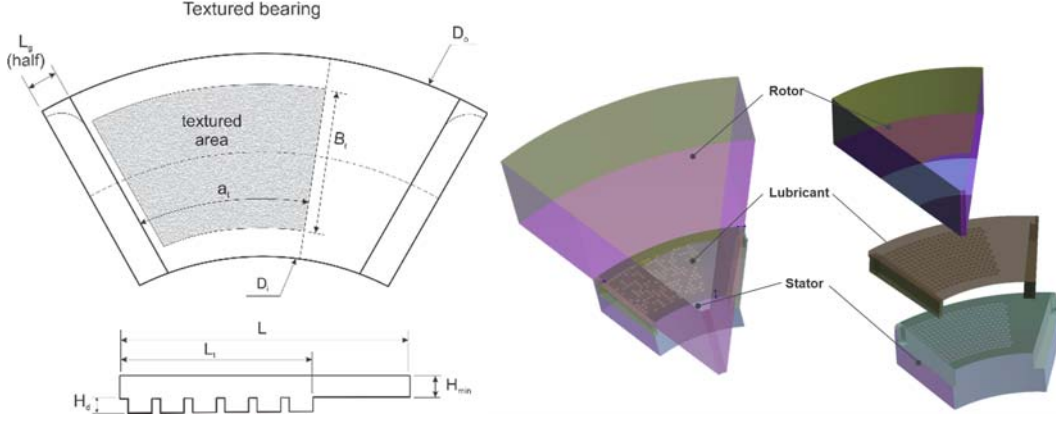 Textured bearing
Lg
(half)
Do
textured
area
Bt
at
Di
L
Lt
Hd
Hmin
Rotor
Lubricant
Stator